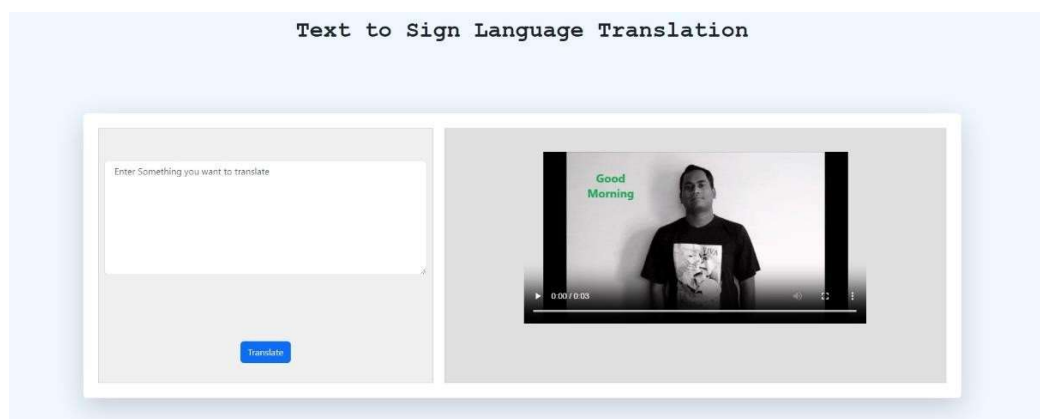 Text to Sign Language Translation
Enter Something you want to translate
Translate
Good
Morning
0:00 / 0:03